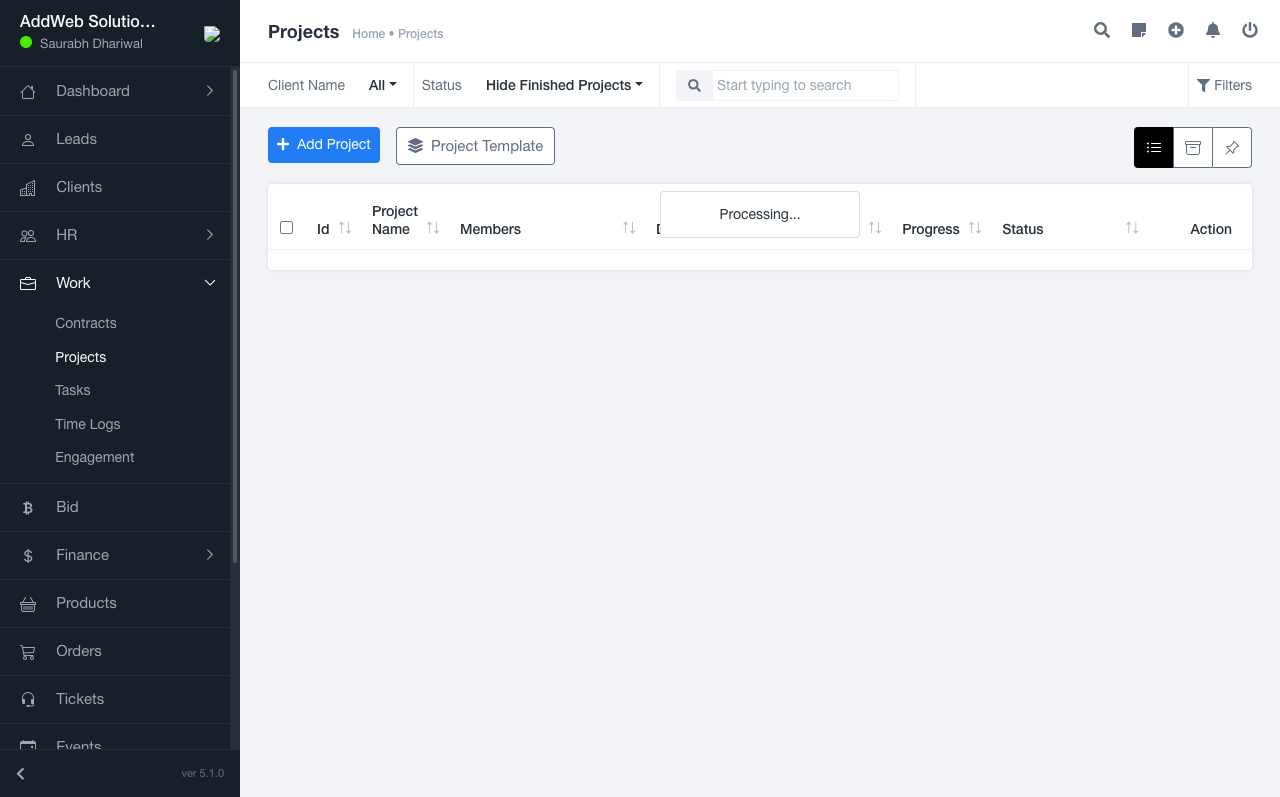 AddWeb Solutio...
Saurabh Dhariwal
Dashboard
Leads
Clients
HR
Work
Contracts
Projects
Tasks
Time Logs
Engagement
Bid
Finance
Products
Orders
Tickets
Events
ver 5.1.0
Projects
Home • Projects
Client Name
All
Status
Hide Finished Projects
Start typing to search
Filters
Add Project
Project Template
Processing...
Id
Project
Name
Members
Progress
Status
Action